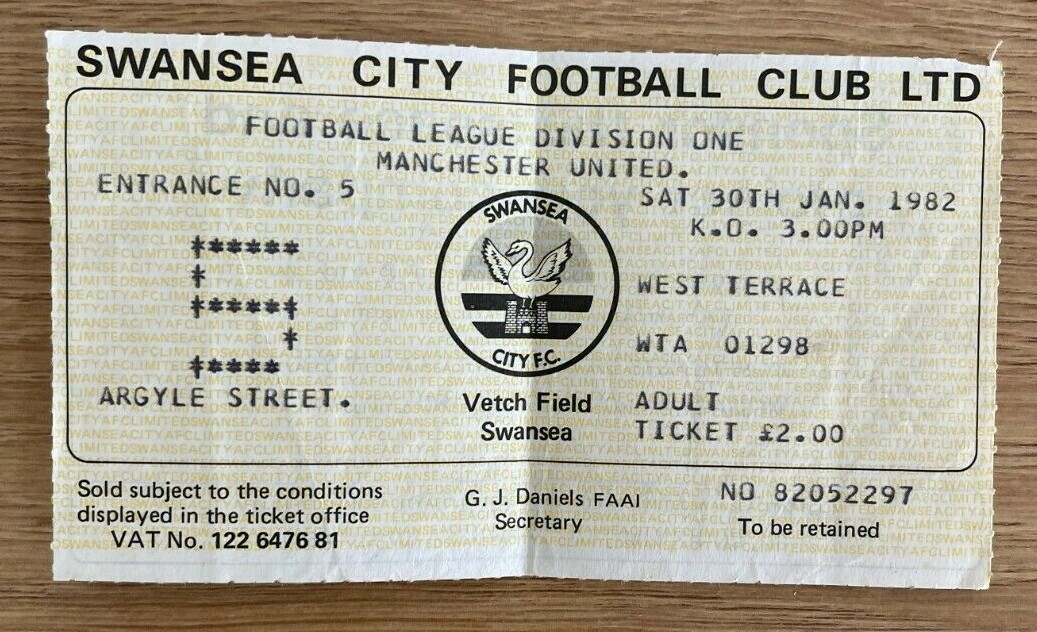 SWANSEA CITY FOOTBALL CLUB LTD
FOOTBALL LEAGUE DIVISION ONE
MANCHESTER UNITED.
ENTRANCE NO. 5
SAT 30TH JAN. 1982
K.O. 3.00PM
SWANSEA
CITY F.C.
WEST TERRACE
WTA 01298
ARGYLE STREET.
Vetch Field
Swansea
ADULT
TICKET £2.00
Sold subject to the conditions
displayed in the ticket office
VAT No. 122 6476 81
G. J. Daniels FAAI
Secretary
NO 82052297
To be retained